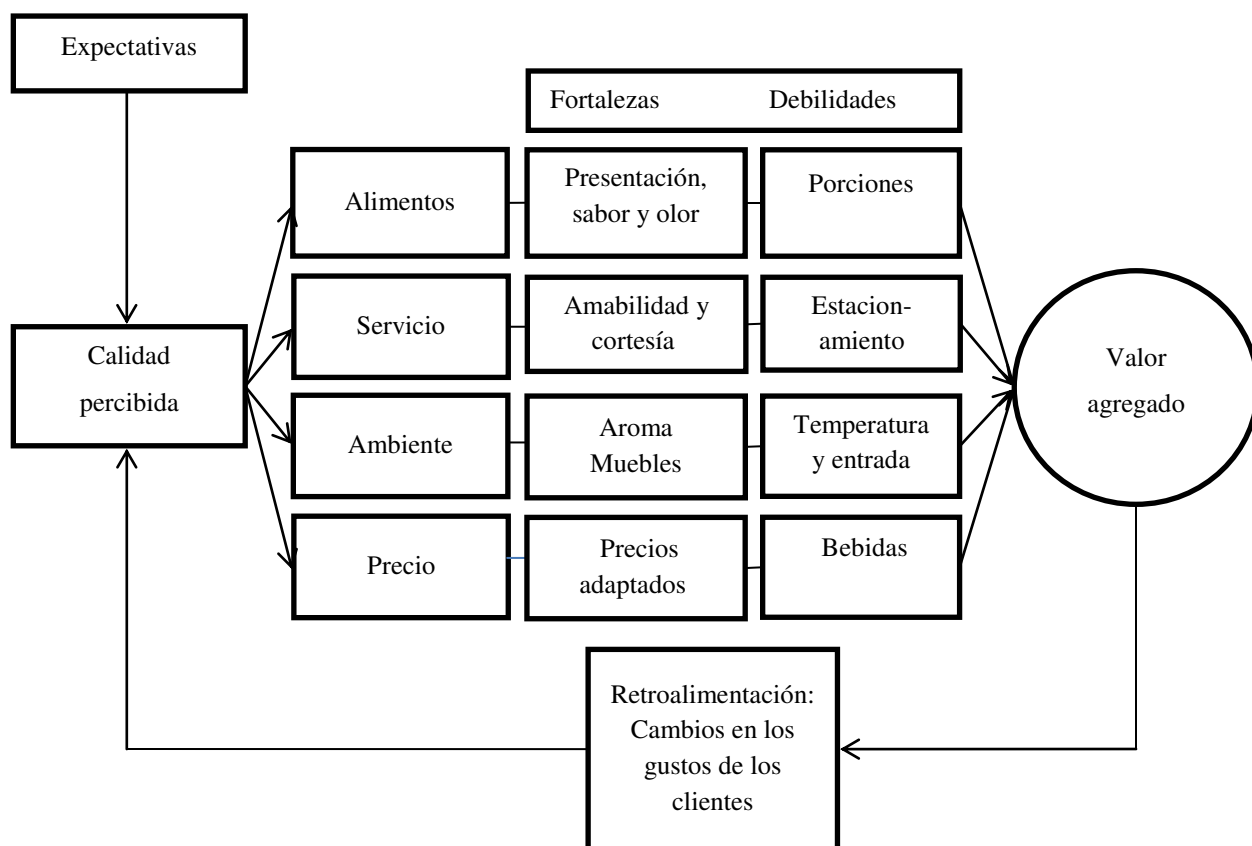 Expectativas
Fortalezas Debilidades
Alimentos
Presentación,
sabor y olor
Porciones
Servicio
Amabilidad y
cortesía
Estacion-
amiento
Calidad
percibida
Valor
agregado
Ambiente
Aroma
Muebles
Temperatura
y entrada
Precio
Precios
adaptados
Bebidas
Retroalimentación:
Cambios en los
gustos de los
clientes